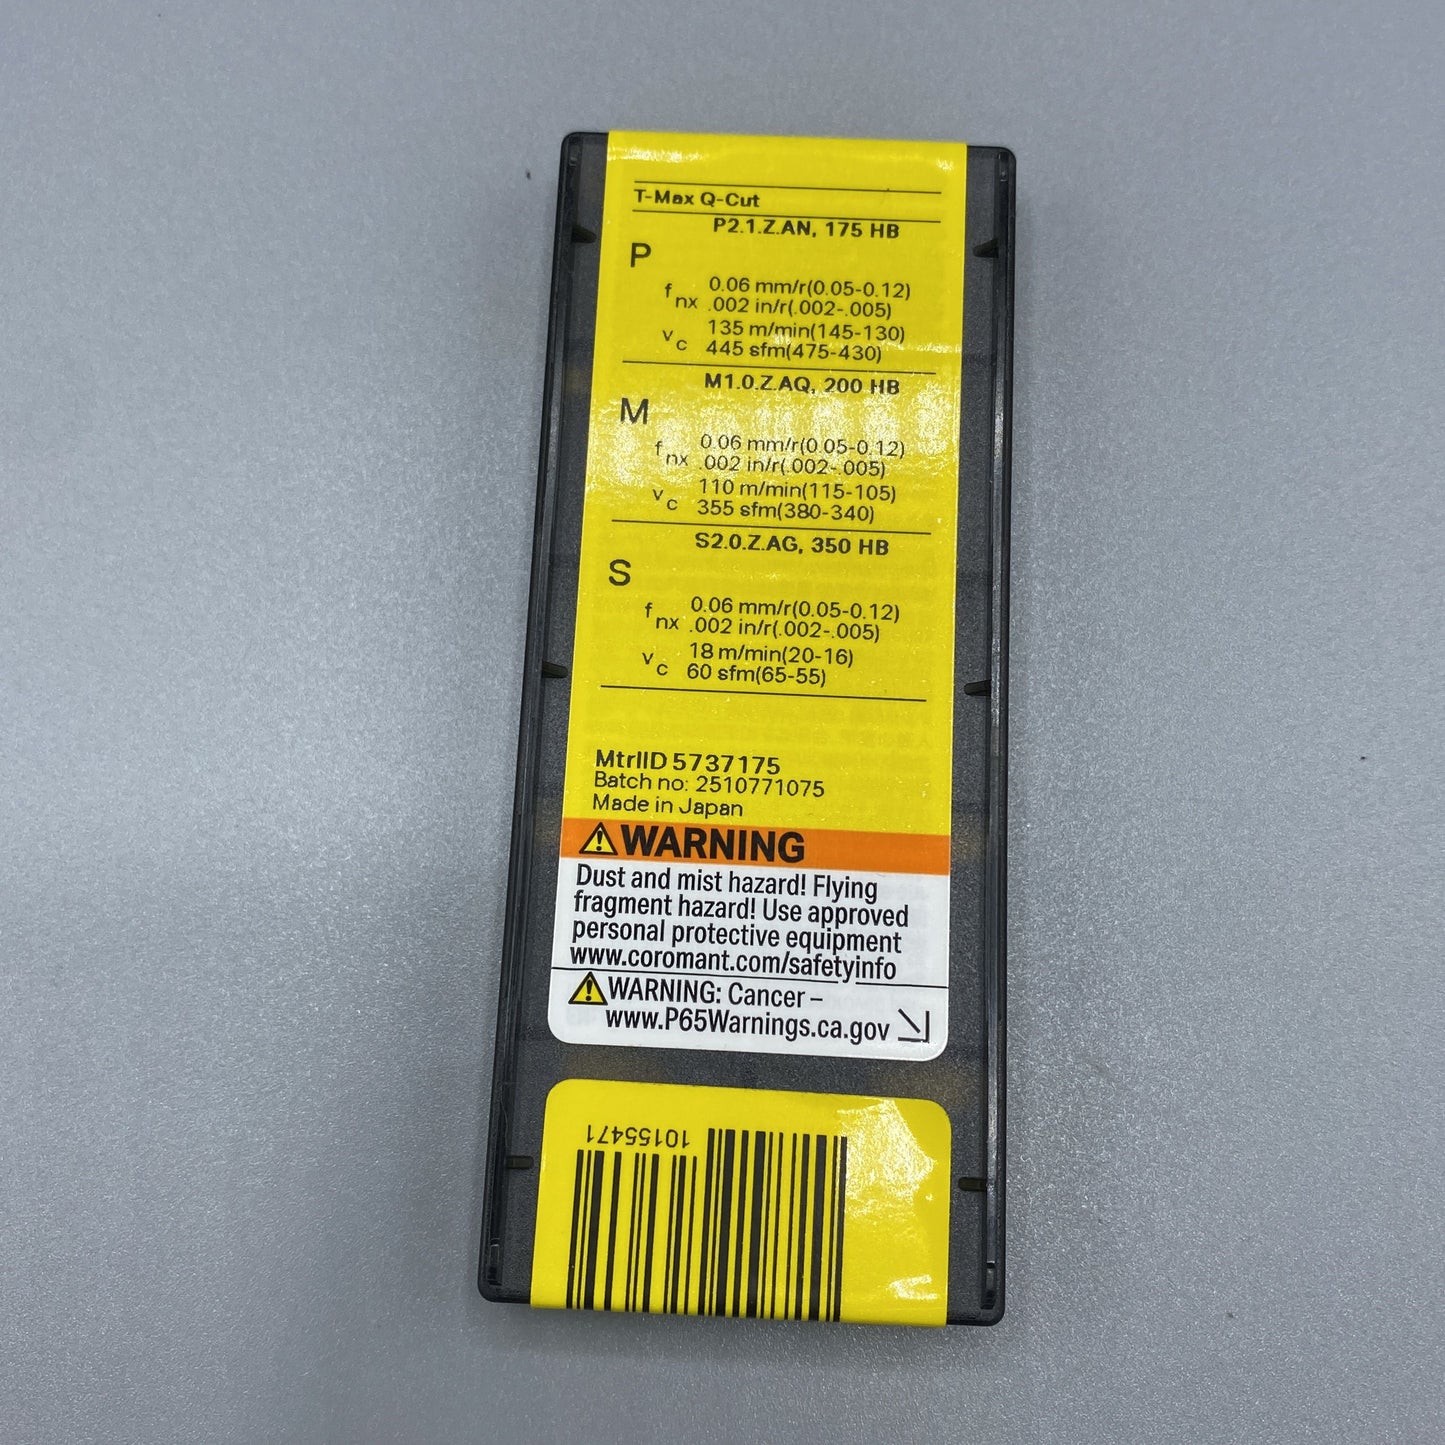 T-Max Q-Cut
P2.1.Z.AN, 175 HB
P
fnx 0.06 mm/r(0.05-0.12)
.002 in/r(.002-.005)
vc 135 m/min(145-130)
445 sfm(475-430)
M1.0.Z.AQ, 200 HB
M
fnx 0.06 mm/r(0.05-0.12)
.002 in/r(.002-.005)
vc 110 m/min(115-105)
355 sfm(380-340)
S2.0.Z.AG, 350 HB
S
fnx 0.06 mm/r(0.05-0.12)
.002 in/r(.002-.005)
vc 18 m/min(20-16)
60 sfm(65-55)
MtrlID 5737175
Batch no: 2510771075
Made in Japan
WARNING
Dust and mist hazard! Flying
fragment hazard! Use approved
personal protective equipment
www.coromant.com/safetyinfo
WARNING: Cancer –
www.P65Warnings.ca.gov
10155471